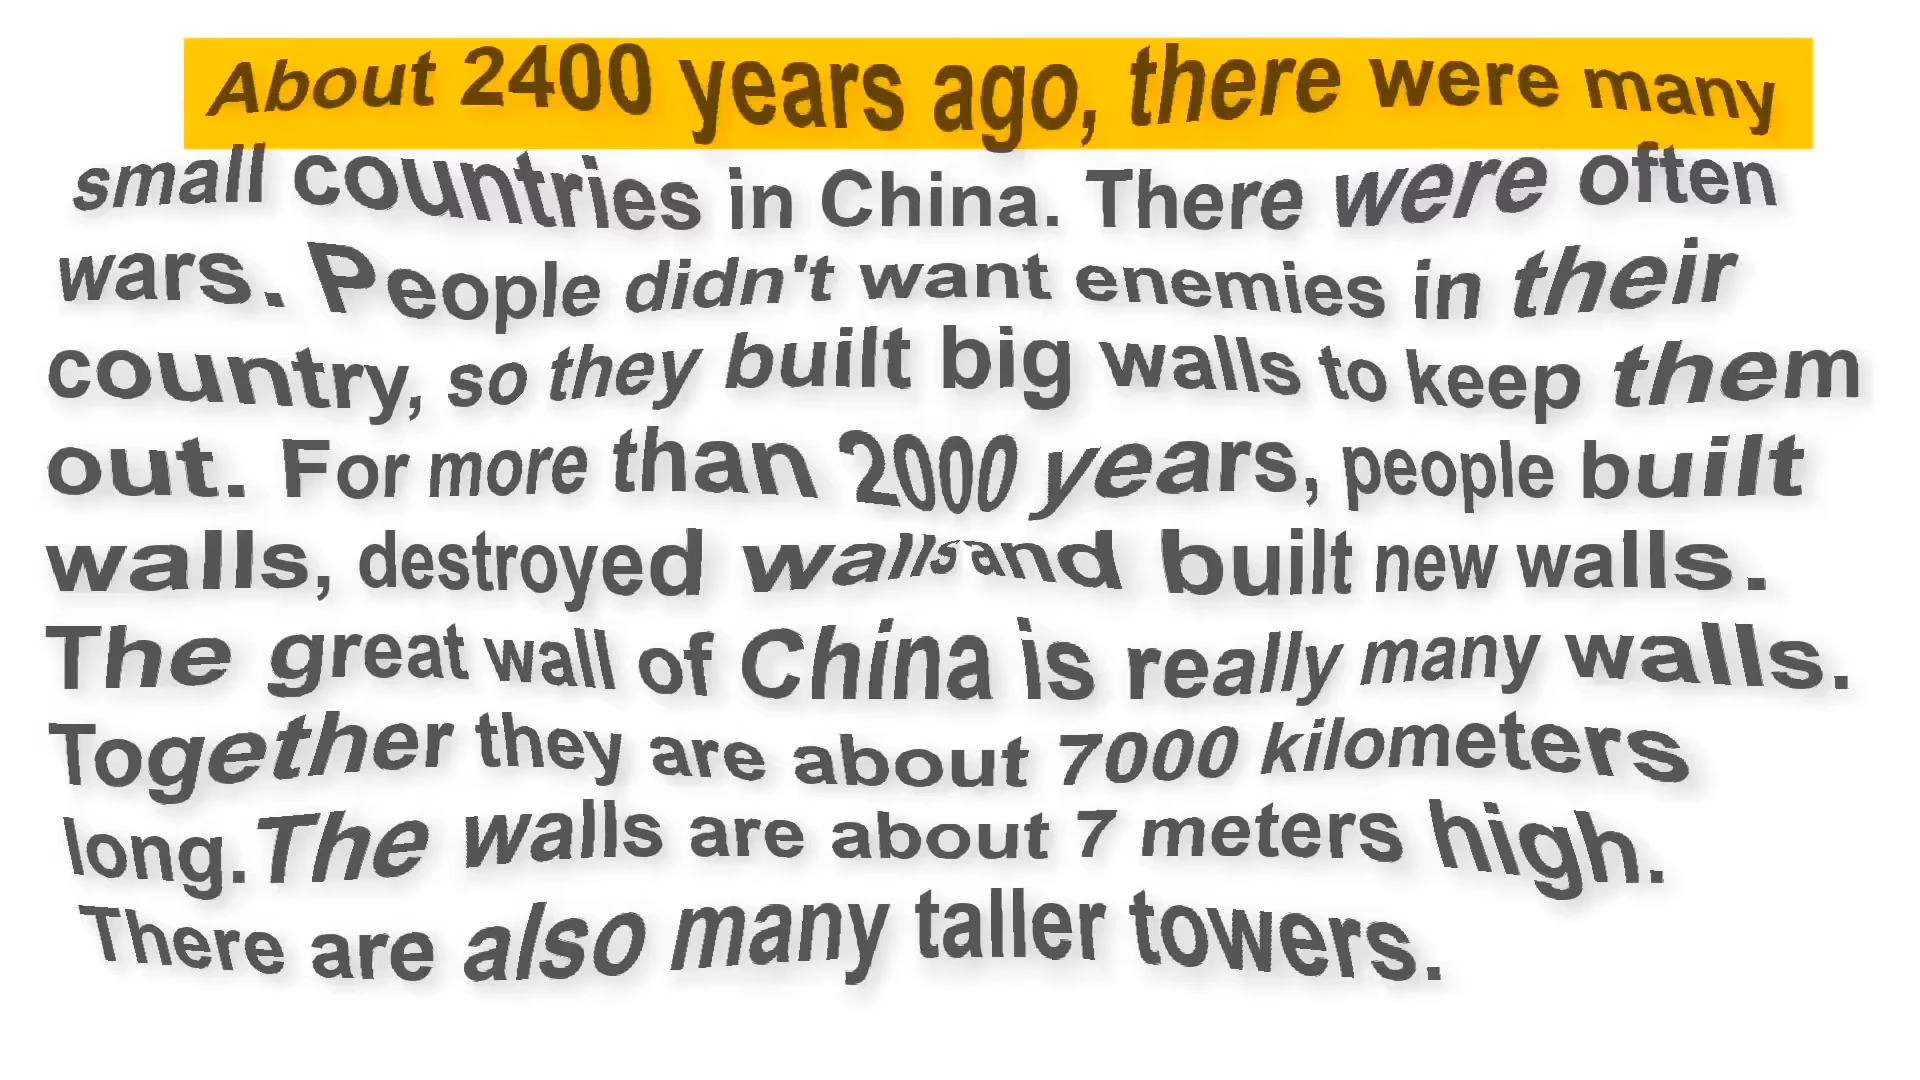 About 2400 years ago, there were many
small countries in China. There were often
wars. People didn't want enemies in their
country, so they built big walls to keep them
out. For more than 2000 years, people built
walls, destroyed walls and built new walls.
The great wall of China is really many walls.
Together they are about 7000 kilometers
long. The walls are about 7 meters high.
There are also many taller towers.